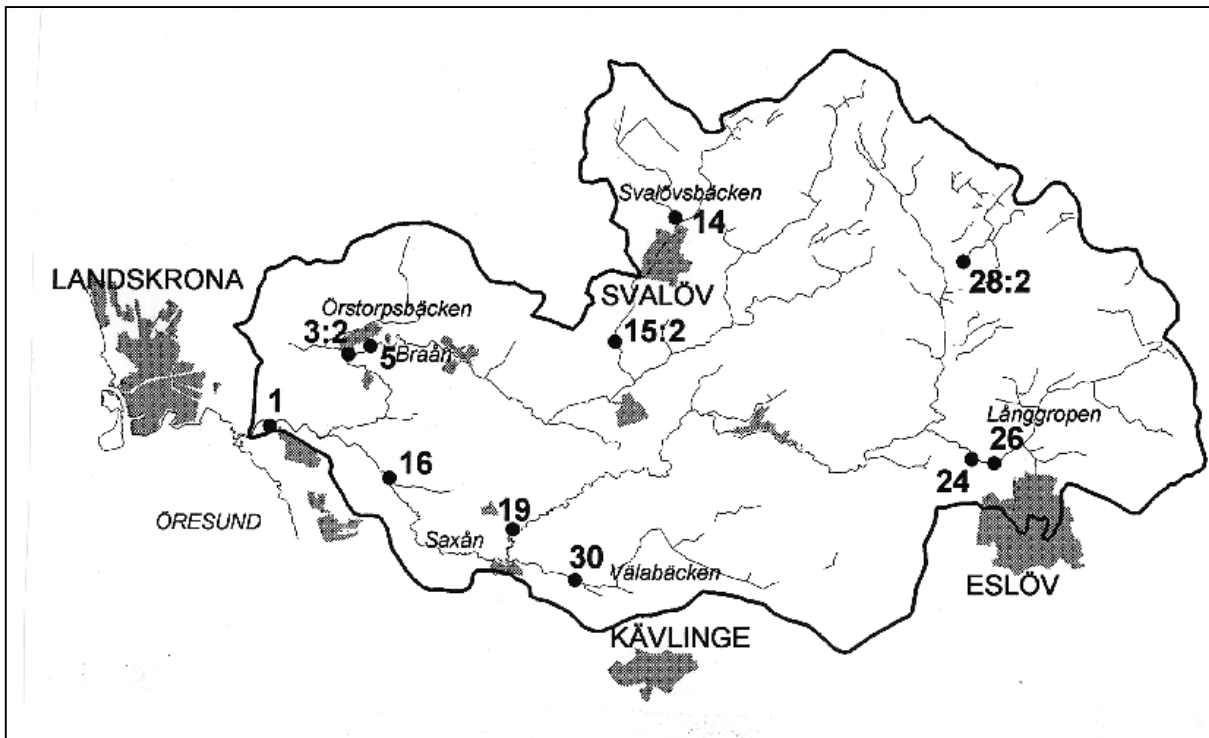 Svalövsbäcken
14
LANDSKRONA
28:2
SVALÖV
Örstorpsbäcken
3:2
15:2
5
Braån
1
Långgropen
26
16
24
19
ÖRESUND
Saxån
30
Välabäcken
ESLÖV
KÄVLINGE